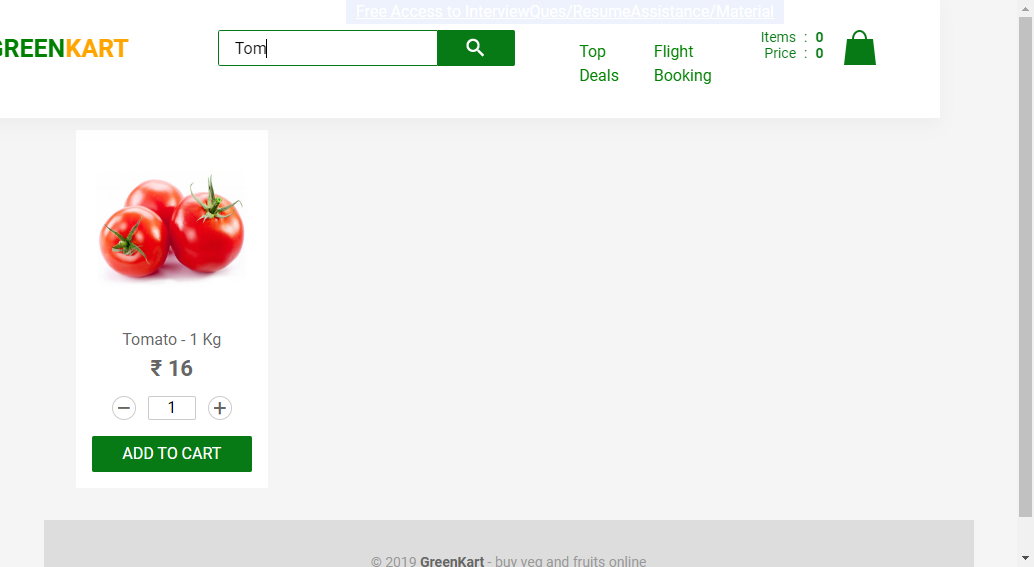 Free Access to InterviewQues/ResumeAssistance/Material
GREENKART
Tom
Top Deals
Flight Booking
Items : 0
Price : 0
Tomato - 1 Kg
₹ 16
1
ADD TO CART
© 2019 GreenKart - buy veg and fruits online